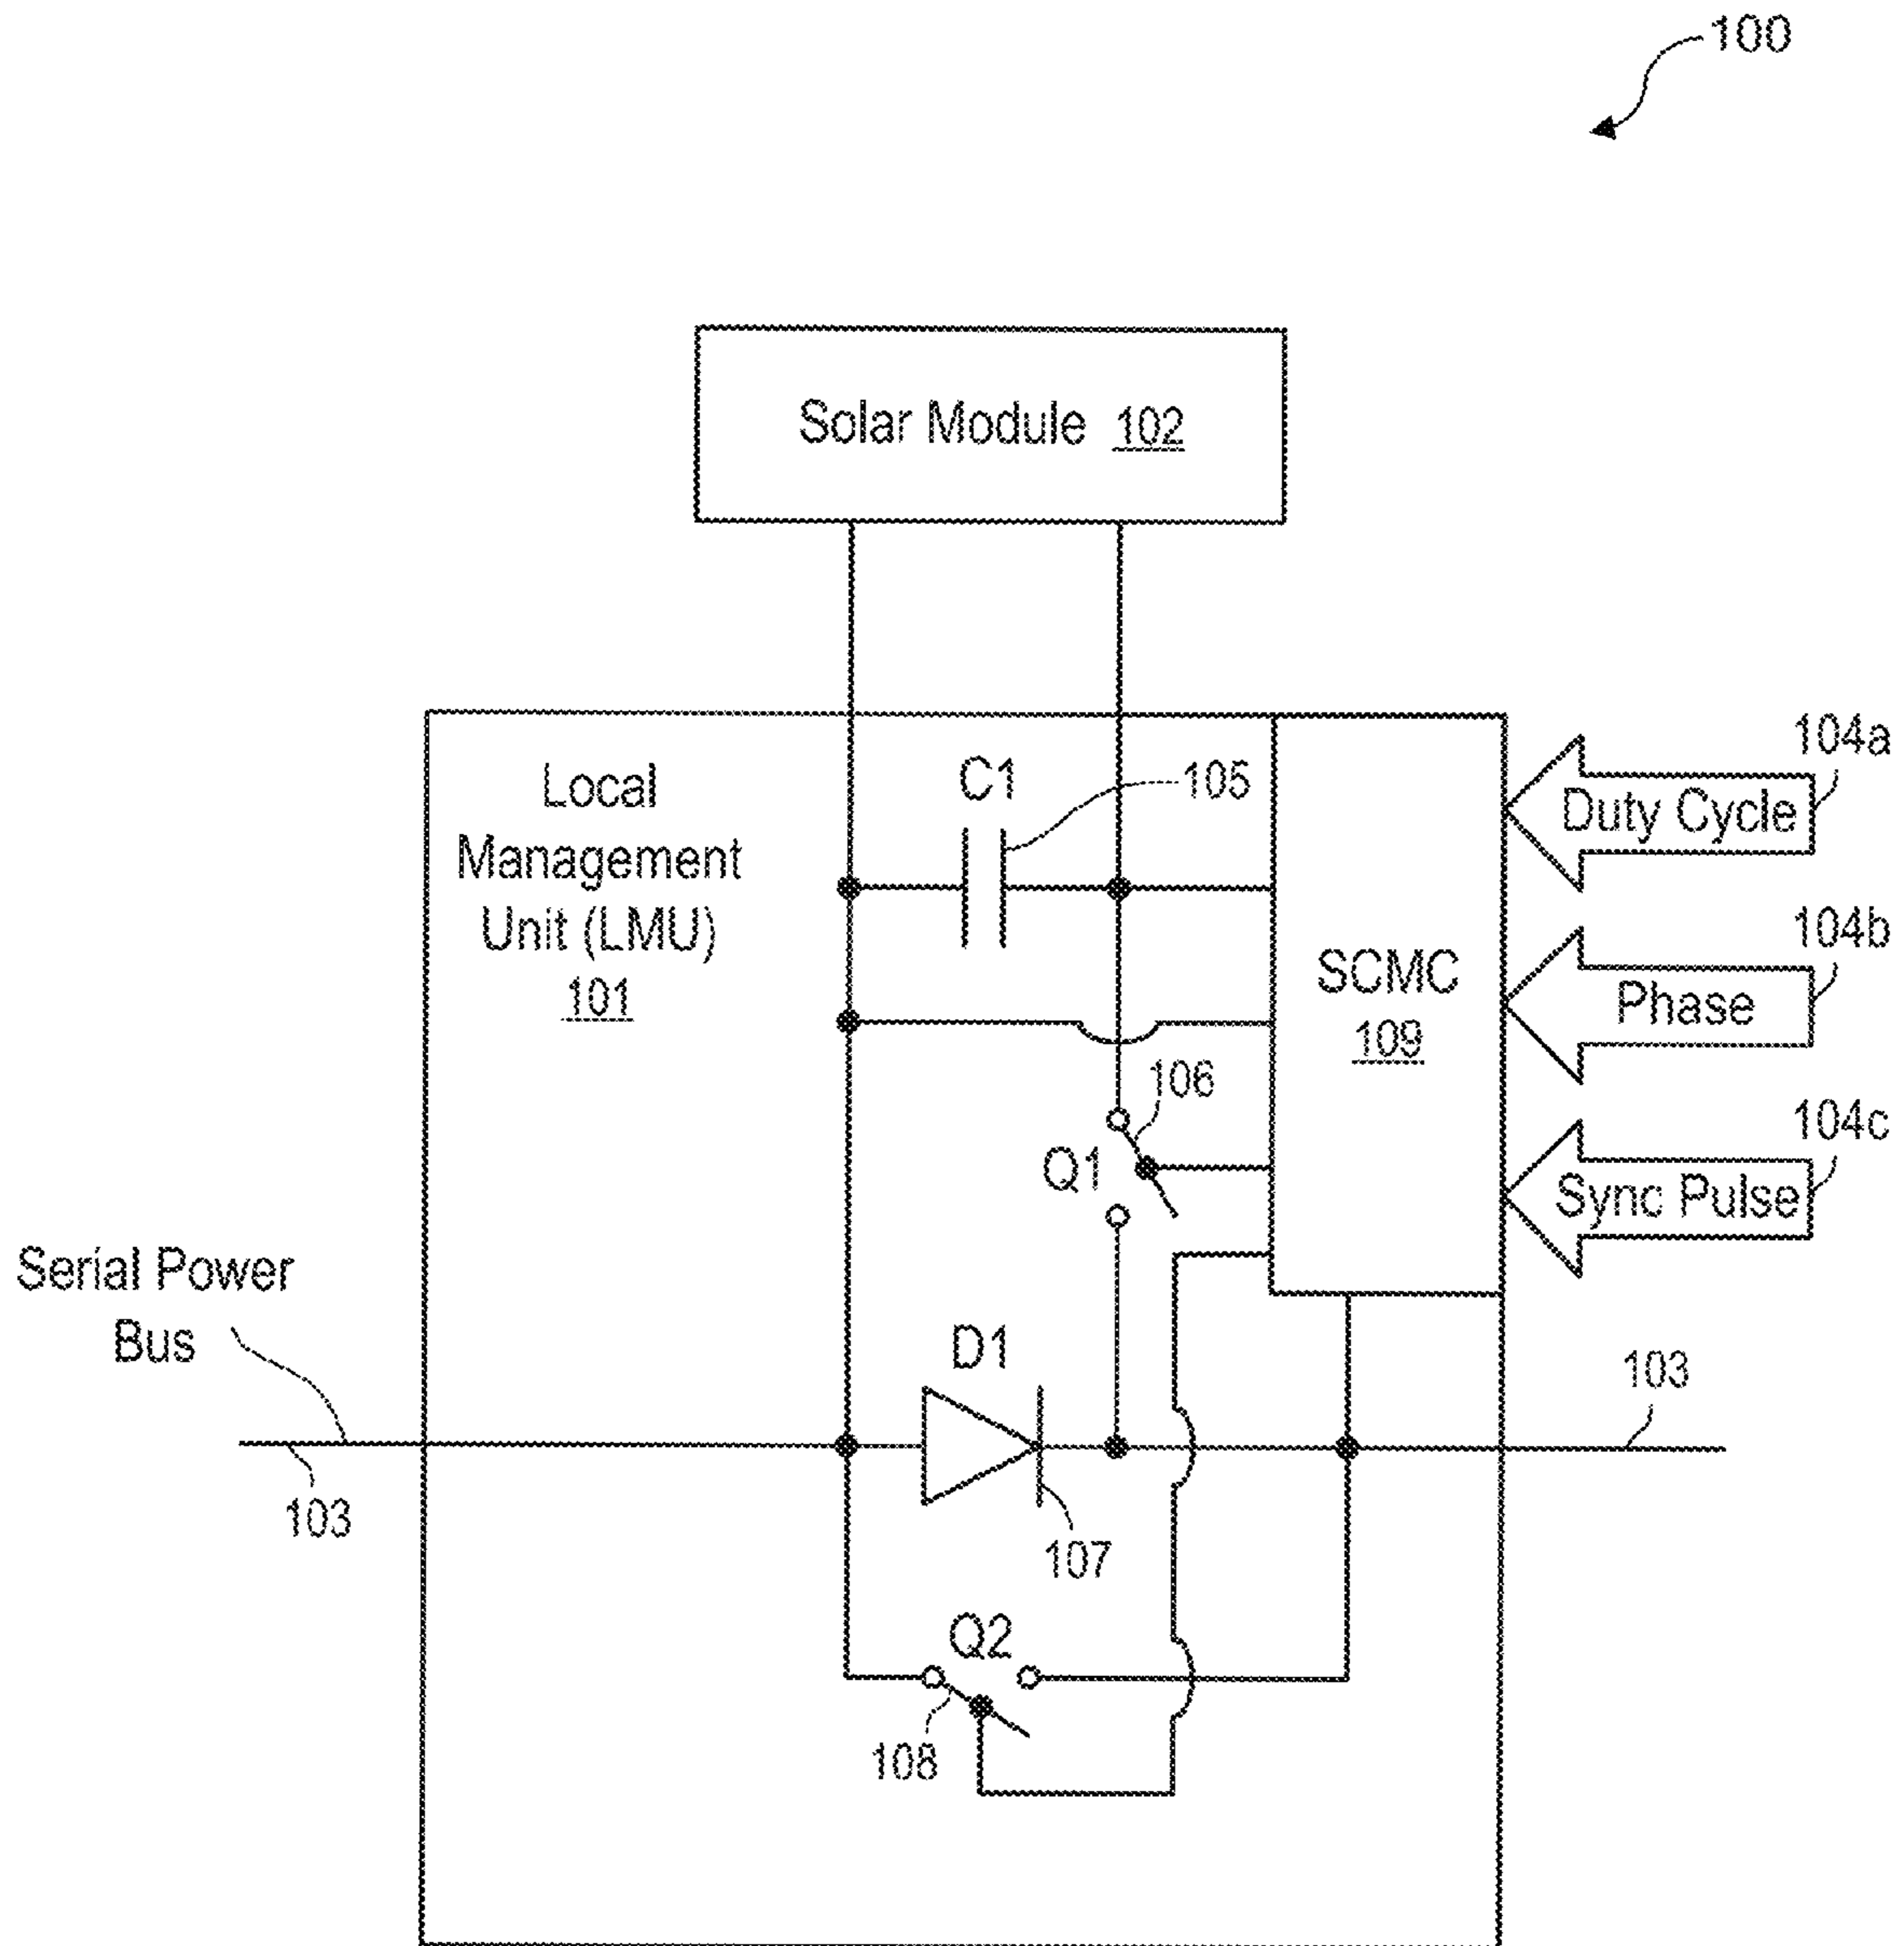 100
Solar Module 102
Local
Management
Unit (LMU)
101
C1
105
SCMC
109
104a
Duty Cycle
104b
Phase
104c
Sync Pulse
106
Q1
Serial Power
Bus
103
D1
107
103
Q2
108